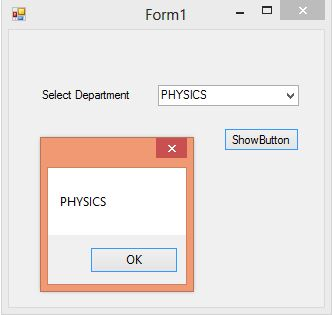 Form1
Select Department PHYSICS
ShowButton
PHYSICS
OK